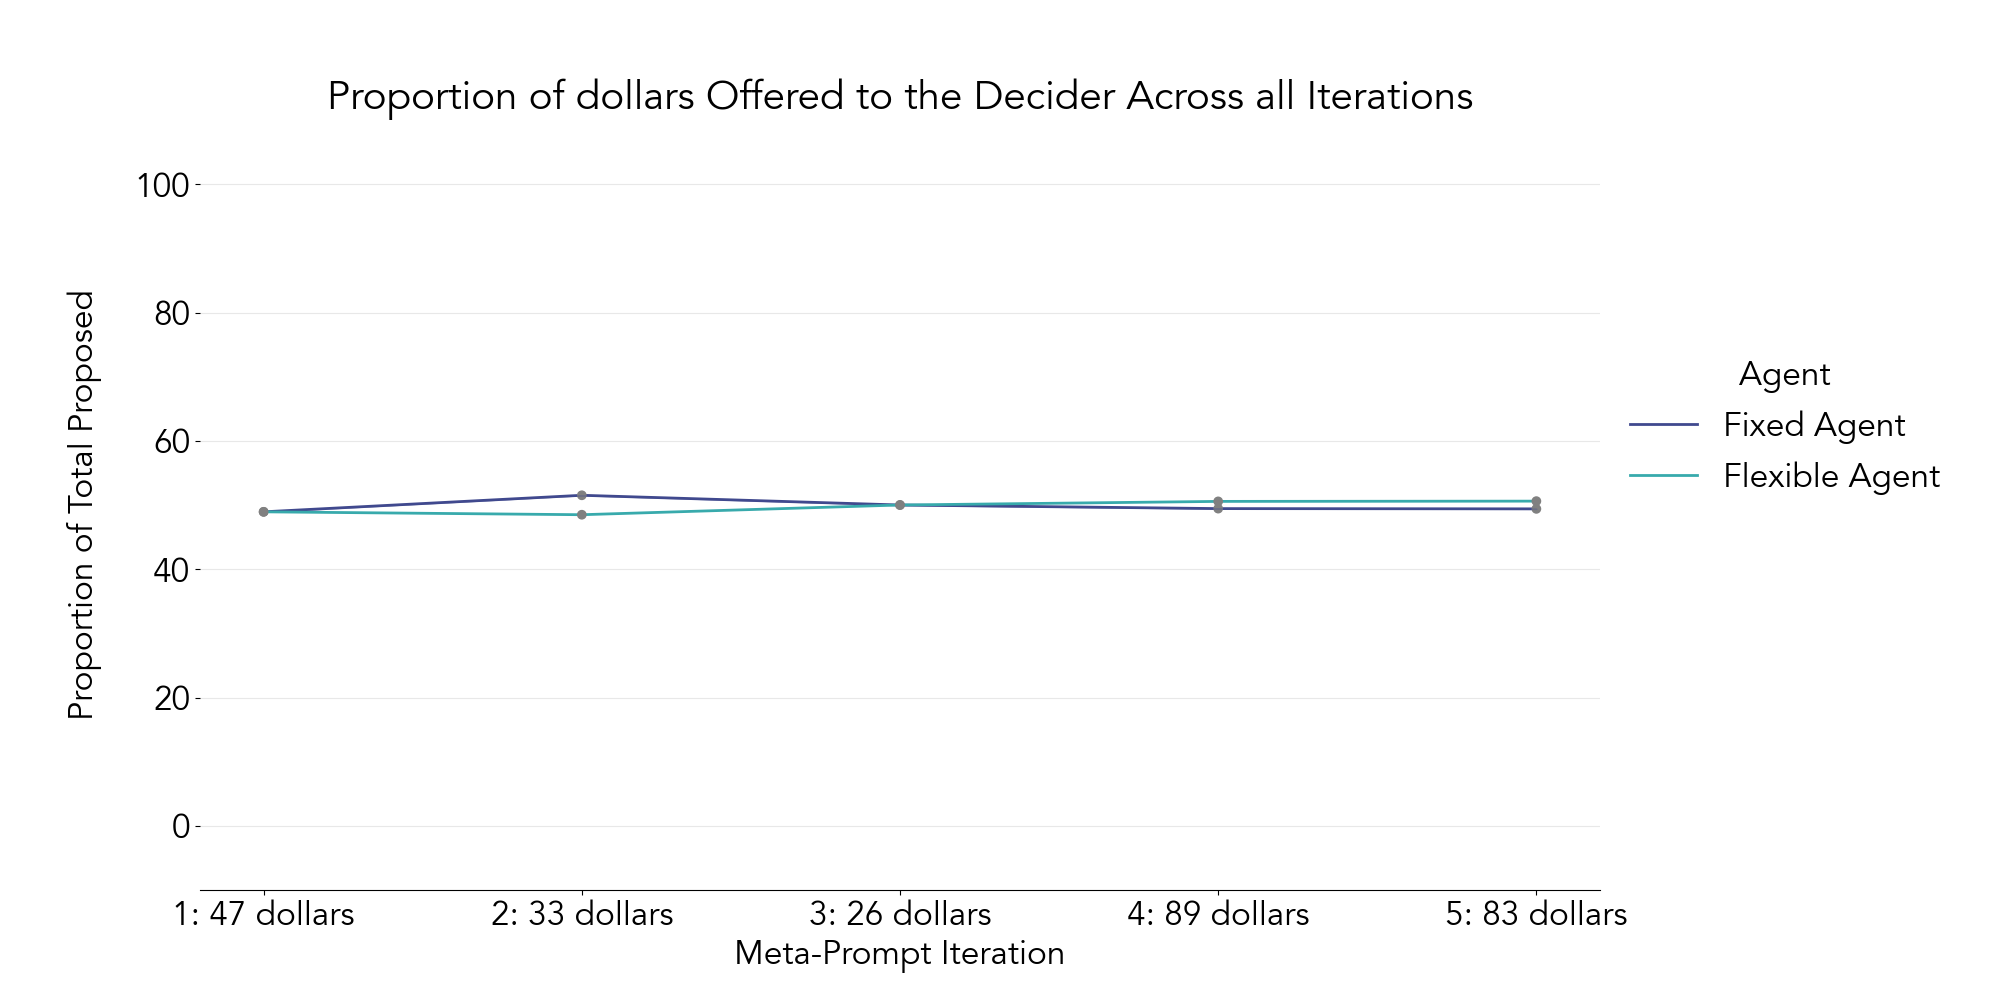 Proportion of dollars Offered to the Decider Across all Iterations
Proportion of Total Proposed
100
80
60
40
20
0
1: 47 dollars
2: 33 dollars
3: 26 dollars
4: 89 dollars
5: 83 dollars
Meta-Prompt Iteration
Agent
Fixed Agent
Flexible Agent